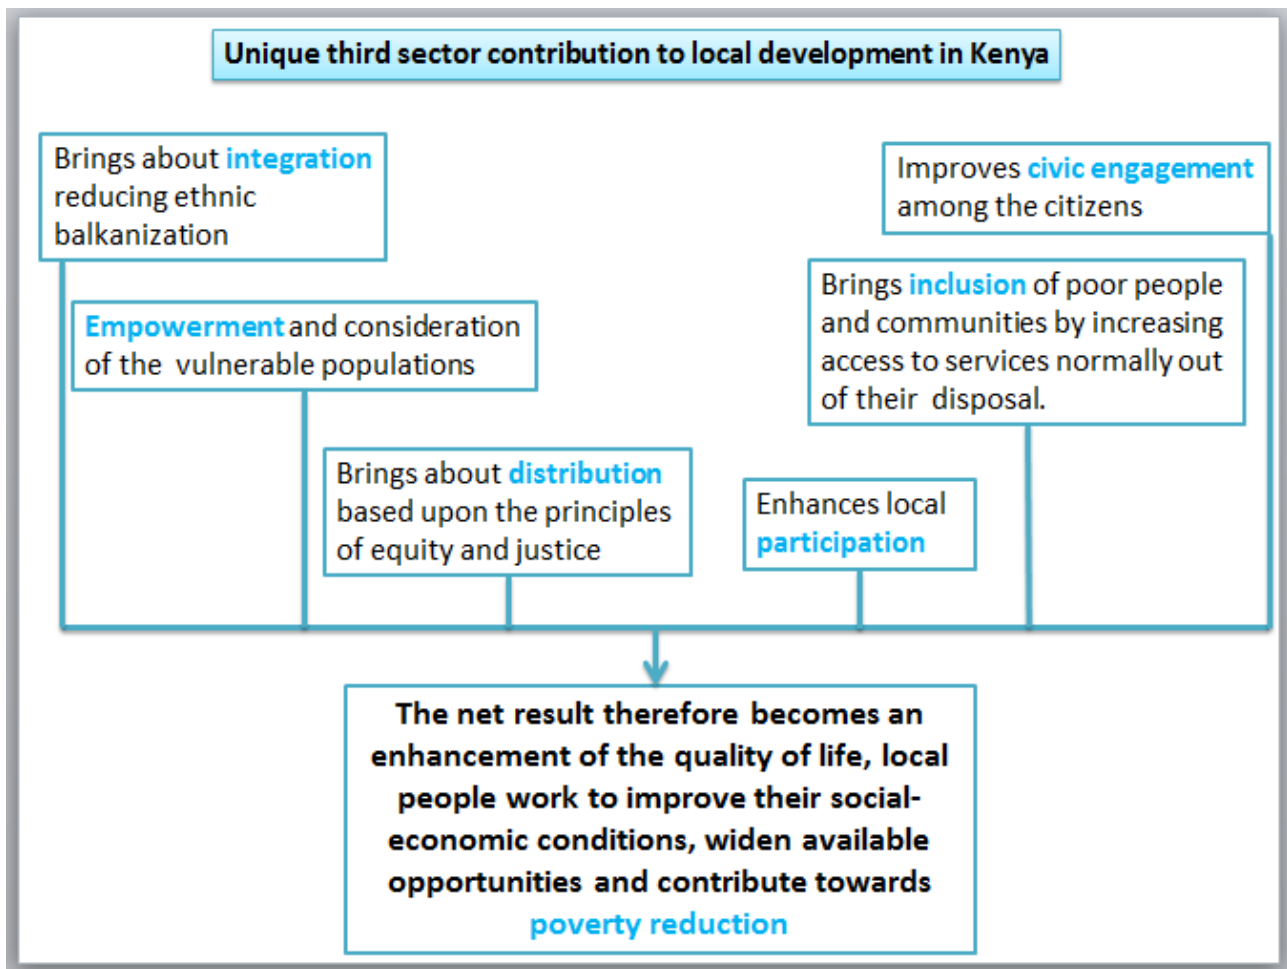 Unique third sector contribution to local development in Kenya
Brings about integration
reducing ethnic
balkanization
Improves civic engagement
among the citizens
Empowerment and consideration
of the vulnerable populations
Brings inclusion of poor people
and communities by increasing
access to services normally out
of their disposal.
Brings about distribution
based upon the principles
of equity and justice
Enhances local
participation
The net result therefore becomes an
enhancement of the quality of life, local
people work to improve their social-
economic conditions, widen available
opportunities and contribute towards
poverty reduction